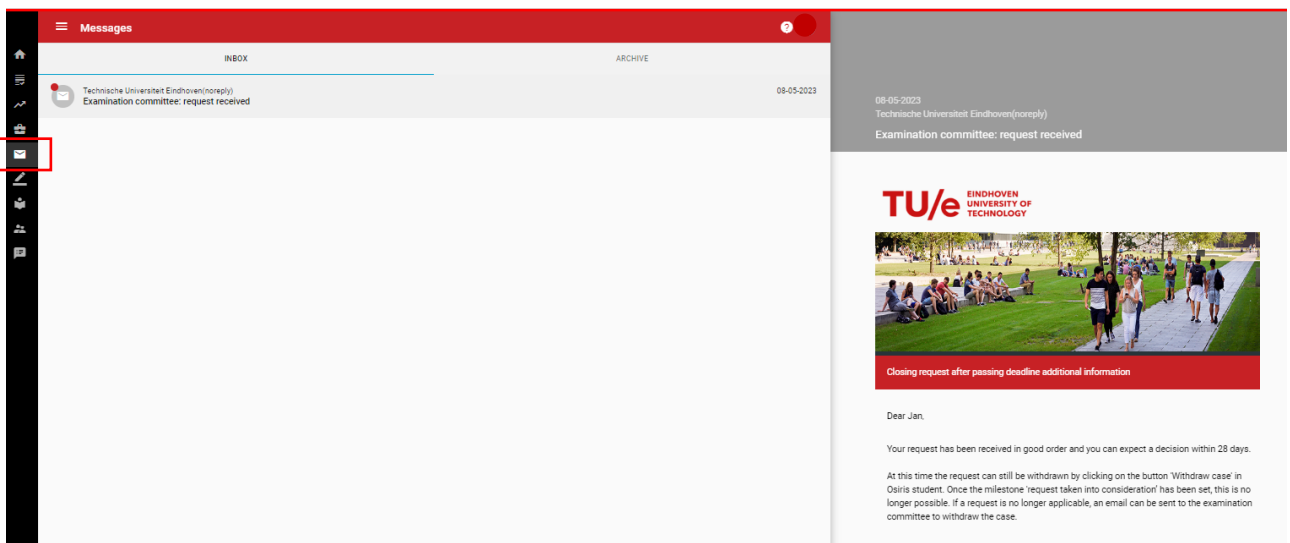 Messages
?
INBOX
ARCHIVE
Technische Universiteit Eindhoven(noreply)
08-05-2023
Examination committee: request received
08-05-2023
Technische Universiteit Eindhoven(noreply)
Examination committee: request received
TU/e
EINDHOVEN
UNIVERSITY OF
TECHNOLOGY
Closing request after passing deadline additional information
Dear Jan,
Your request has been received in good order and you can expect a decision within 28 days.
At this time the request can still be withdrawn by clicking on the button 'Withdraw case' in
Osiris student. Once the milestone 'request taken into consideration' has been set, this is no
longer possible. If a request is no longer applicable, an email can be sent to the examination
committee to withdraw the case.